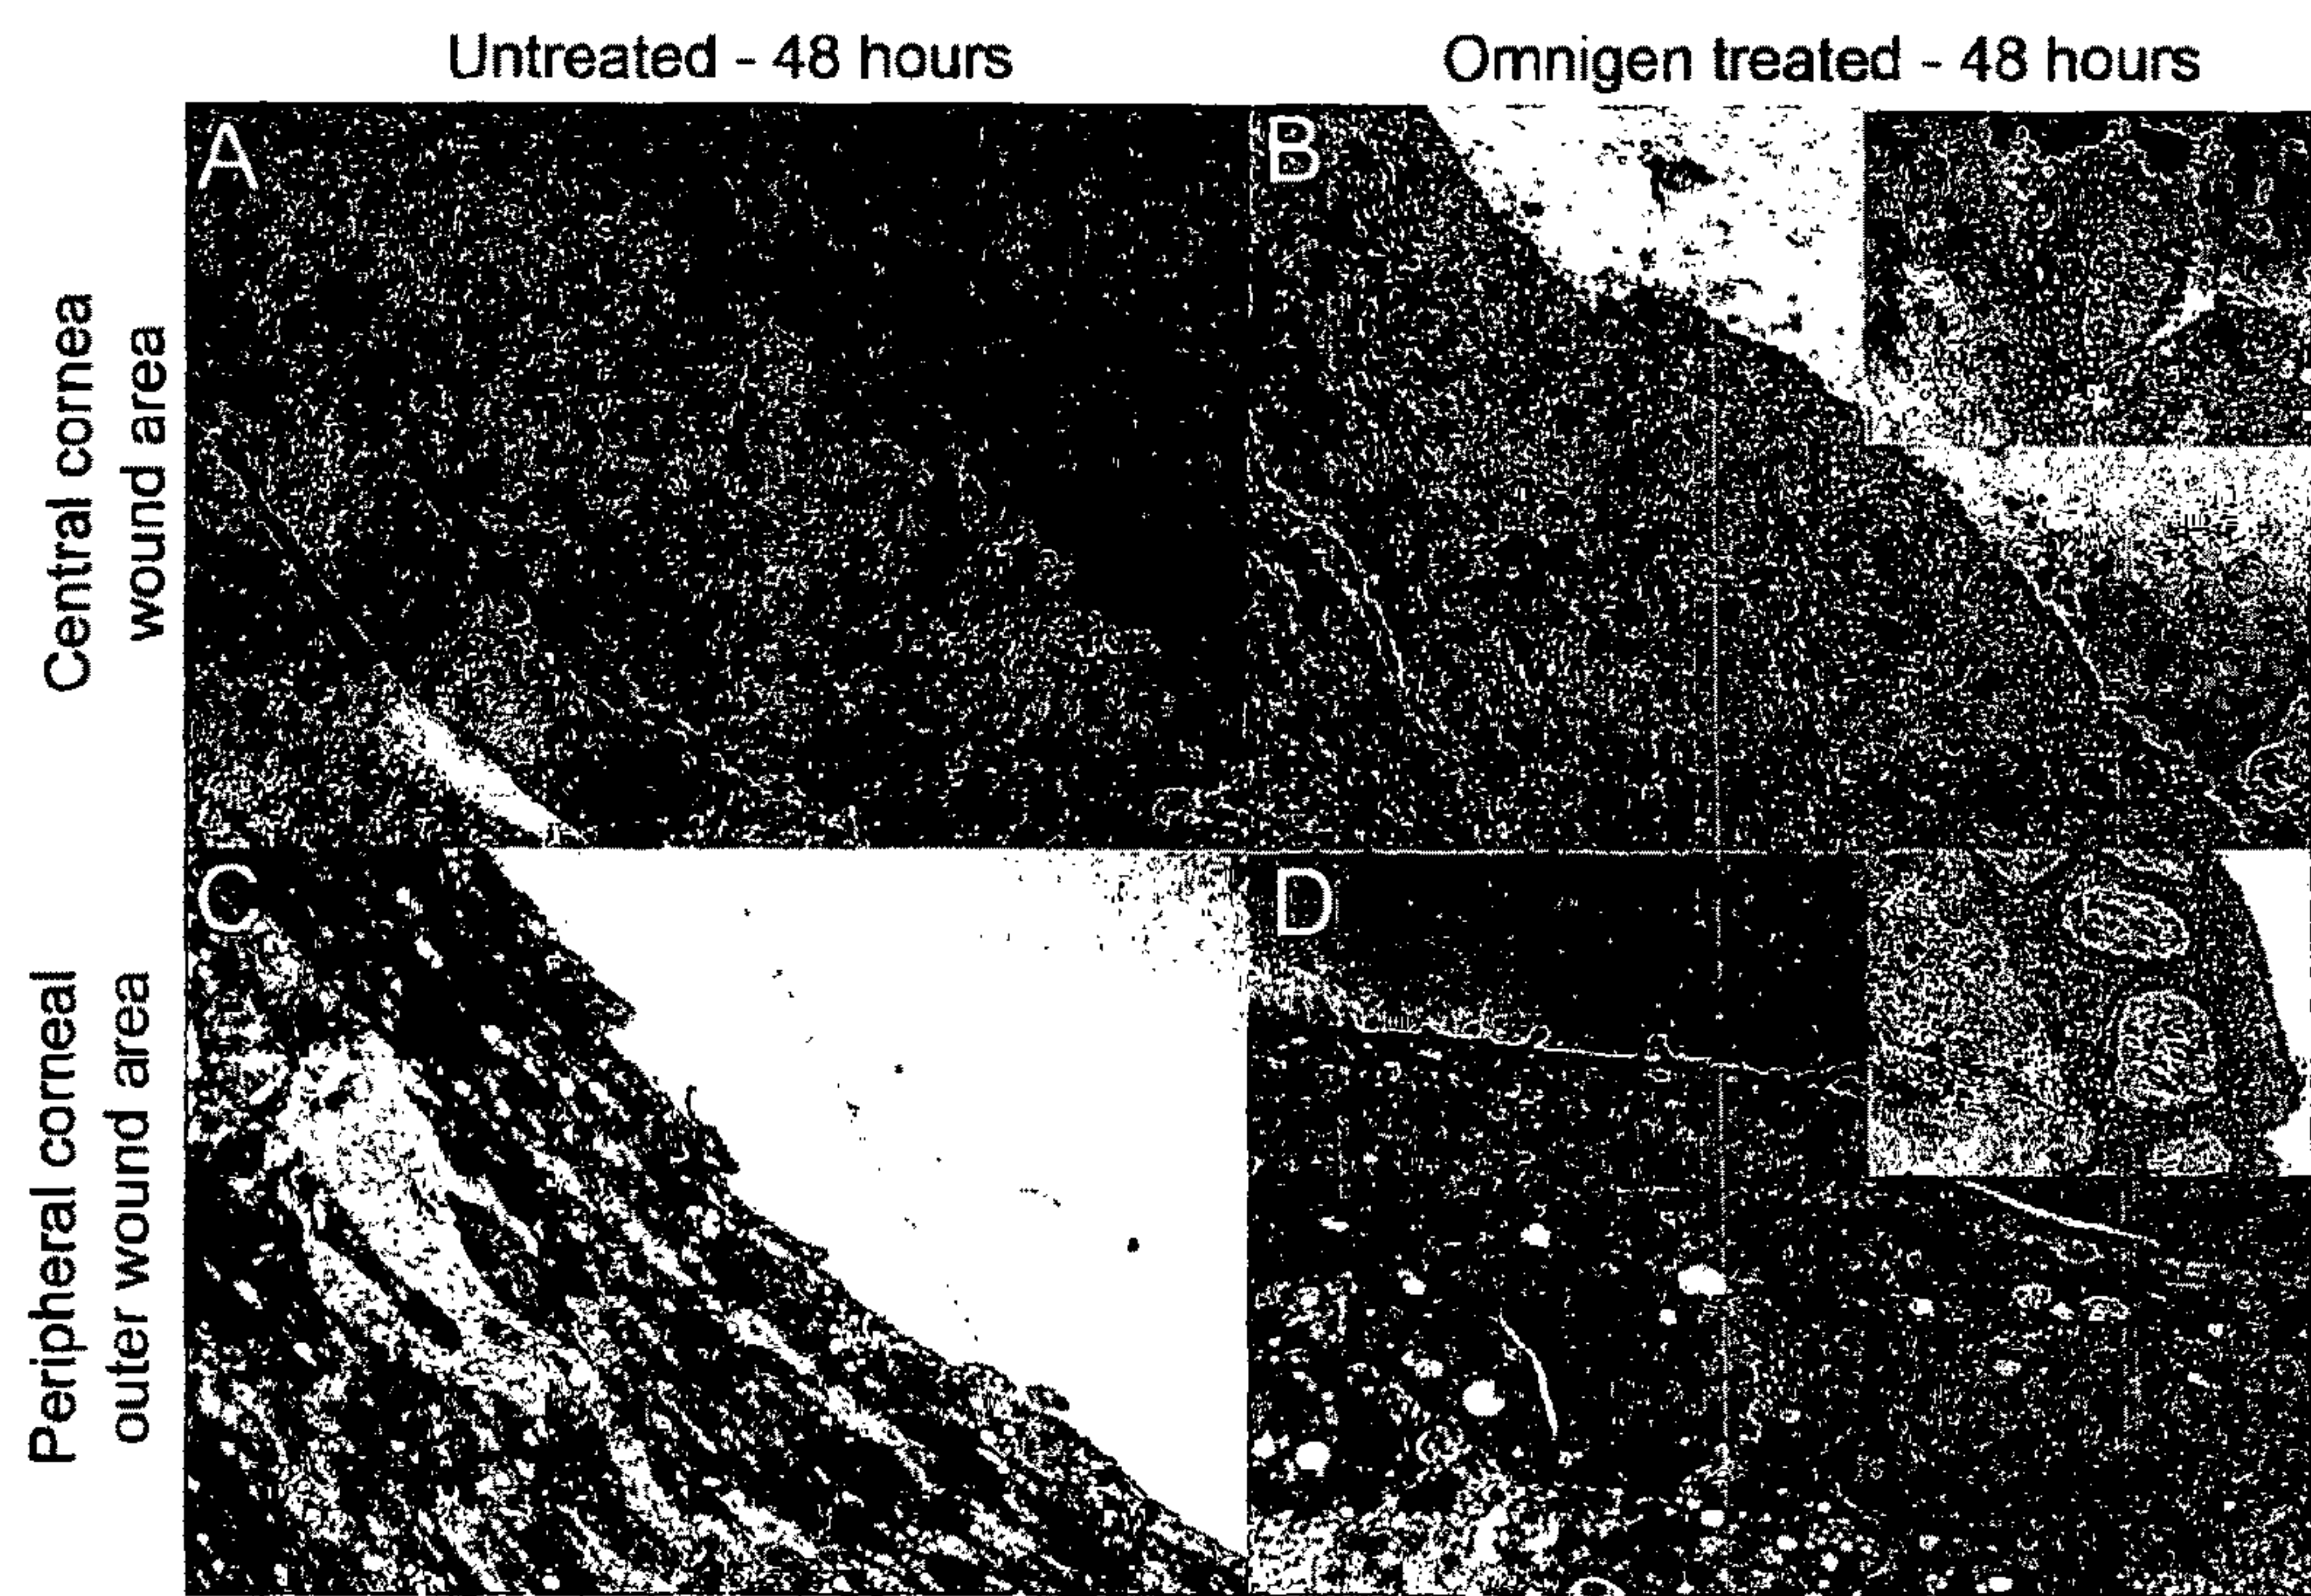 Untreated - 48 hours
Omnigen treated - 48 hours
Central cornea
wound area
A
B
Peripheral corneal
outer wound area
C
D